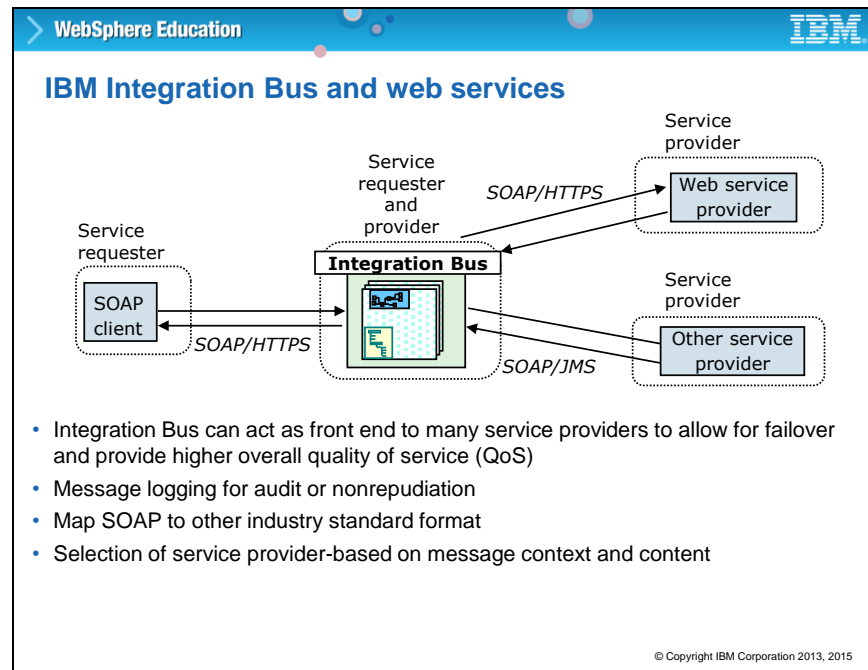 WebSphere Education
IBM
IBM Integration Bus and web services
Service
provider
Service
requester
and
provider
SOAP/HTTPS
Web service
provider
Service
requester
Integration Bus
SOAP
client
SOAP/HTTPS
Service
provider
Other service
provider
SOAP/JMS
• Integration Bus can act as front end to many service providers to allow for failover
and provide higher overall quality of service (QoS)
• Message logging for audit or nonrepudiation
• Map SOAP to other industry standard format
• Selection of service provider-based on message context and content
© Copyright IBM Corporation 2013, 2015